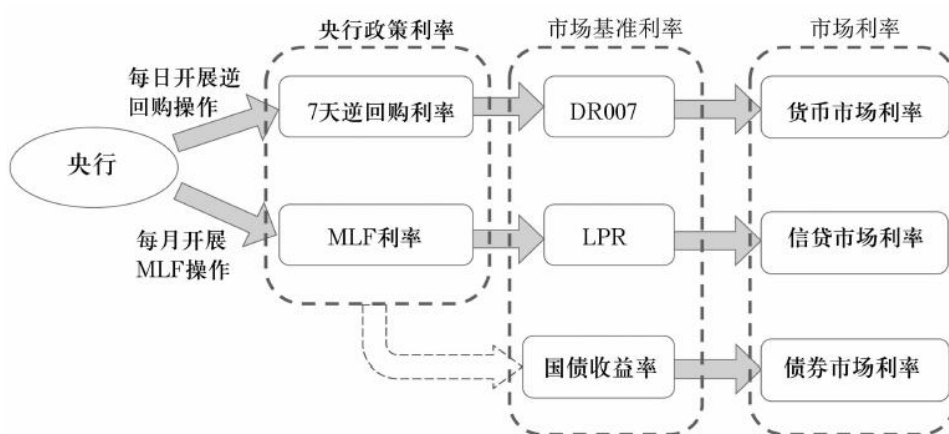 央行政策利率
市场基准利率
市场利率
每日开展逆
回购操作
7天逆回购利率
DR007
货币市场利率
央行
每月开展
MLF操作
MLF利率
LPR
信贷市场利率
国债收益率
债券市场利率